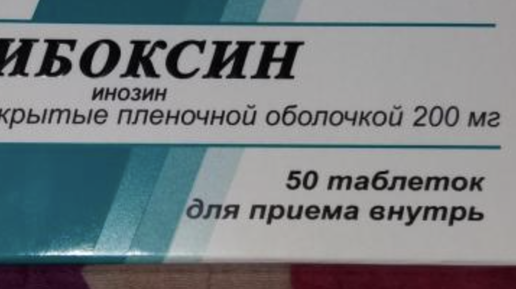 ИБОКСИН
ИНОЗИН
крытые пленочной оболочкой 200 мг
50 таблеток
для приема внутрь